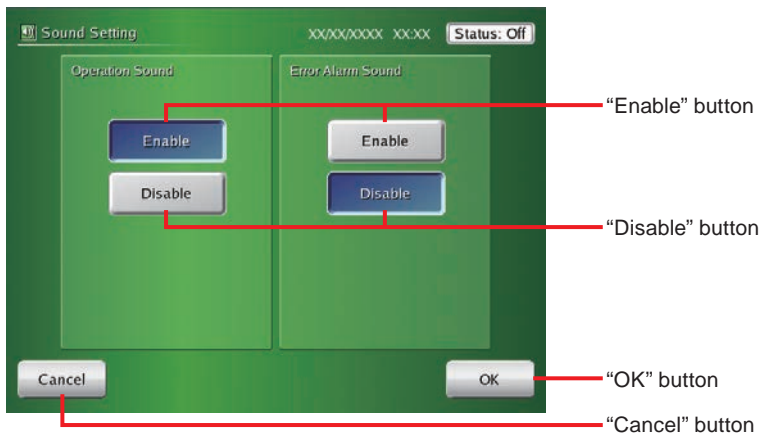 Sound Setting XX/XX/XXXX XX:XX Status: Off
Operation Sound Error Alarm Sound
“Enable” button
Enable Enable
Disable Disable
“Disable” button
Cancel OK “OK” button
“Cancel” button